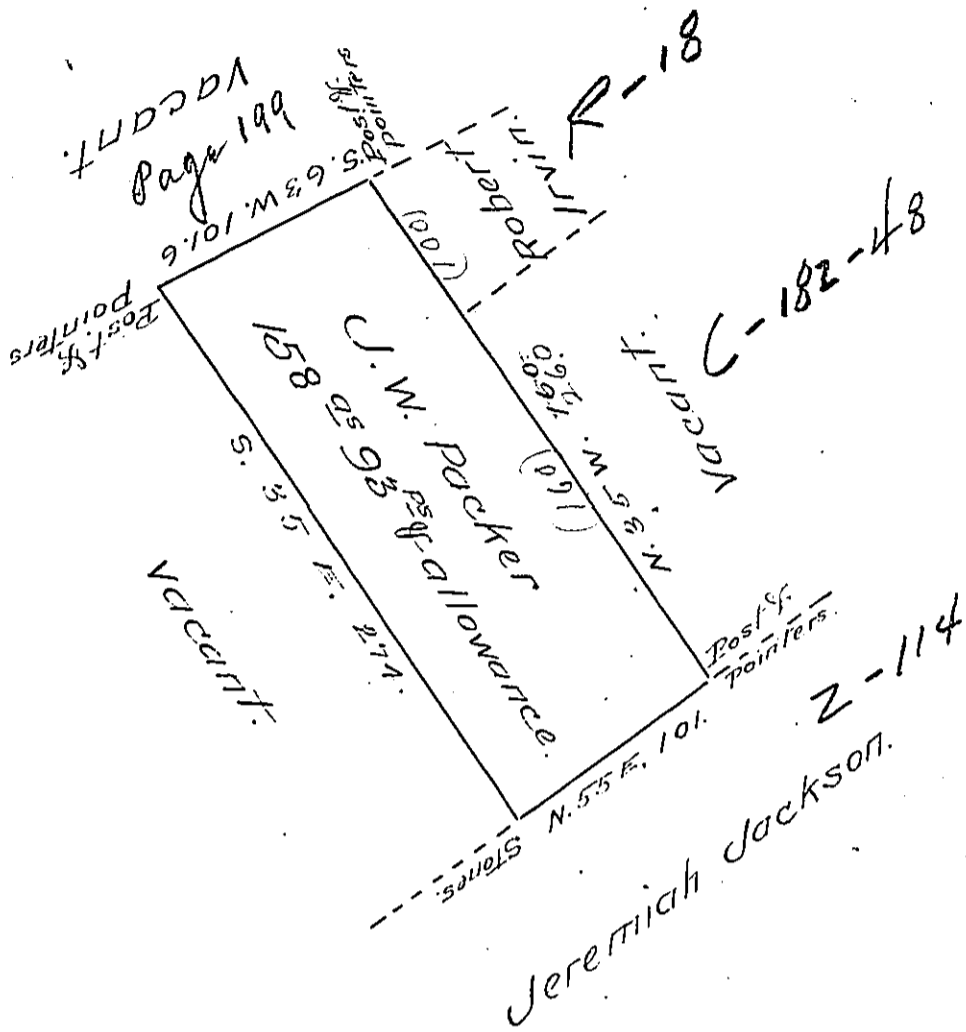 vacant.
Page 199
S. 63 W. 101.6
Post &
pointers
Robert
Irvin.
R-18
(100)
C-182-48
vacant.
Post &
pointers
J. W. Packer
158 as 93 ps & allowance.
N. 35 W. 260
160
(160)
S. 35 E. 274.
vacant.
Post &
pointers.
N. 55 E. 101.
Stones.
Z-114
Jeremiah Jackson.